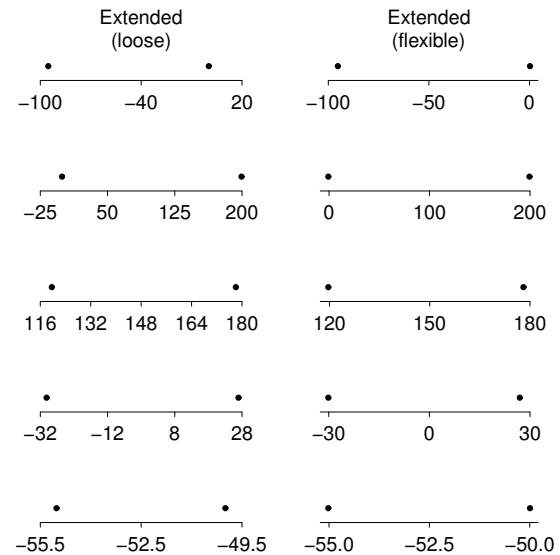 Extended Extended
(loose) (flexible)
−100 −40 20 −100 −50 0
−25 50 125 200 0 100 200
116 132 148 164 180 120 150 180
−32 −12 8 28 −30 0 30
−55.5 −52.5 −49.5 −55.0 −52.5 −50.0